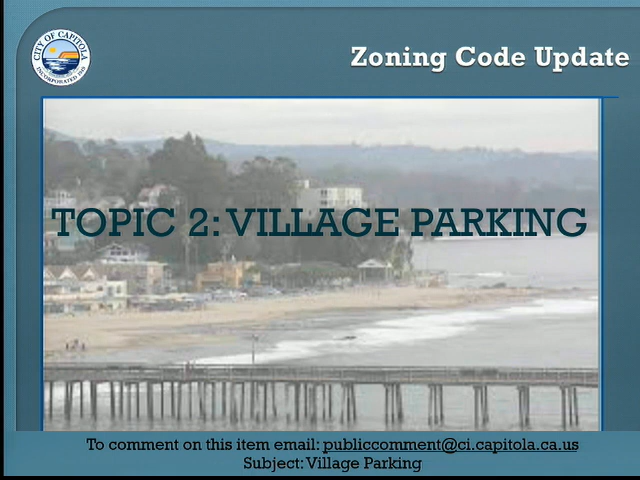 CITY OF CAPITOLA
INCORPORATED 1949
Zoning Code Update
TOPIC 2: VILLAGE PARKING
To comment on this item email: publiccomment@ci.capitola.ca.us
Subject: Village Parking